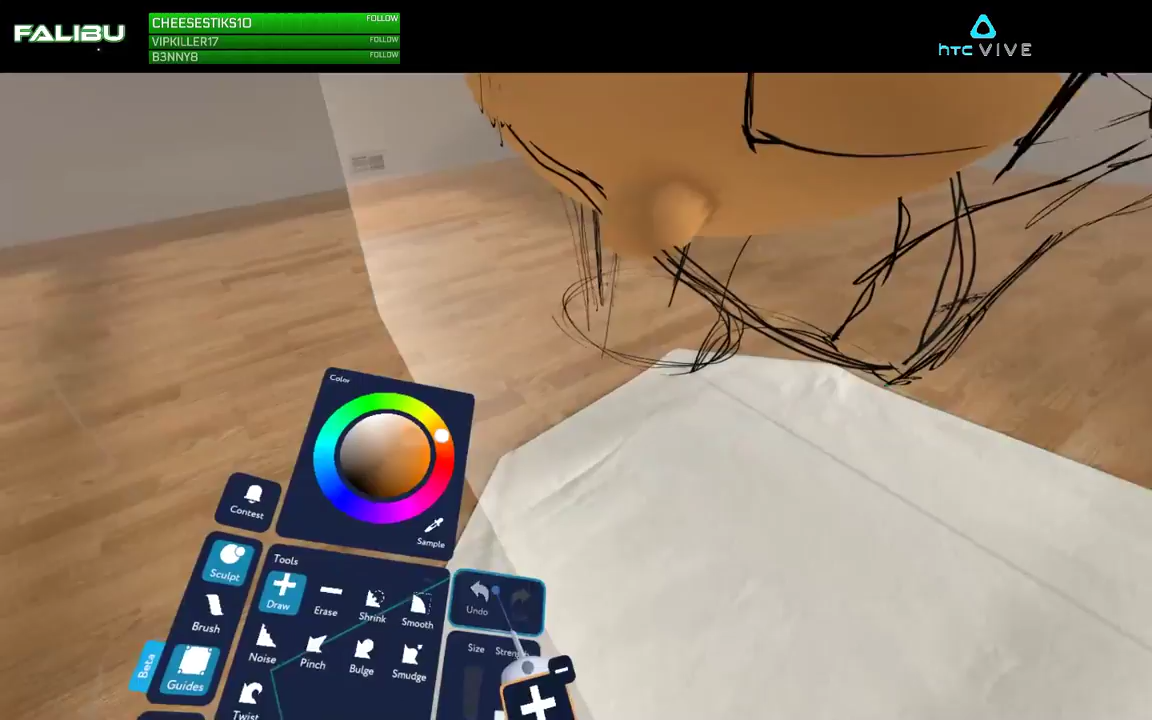 FALIBU
CHEESESTIKS10 FOLLOW
VIPKILLER17 FOLLOW
B3NNY8 FOLLOW
hTC VIVE
Color
Sample
Contest
Sculpt
Brush
Beta
Guides
Tools
Draw
Erase
Shrink
Smooth
Noise
Pinch
Bulge
Smudge
Twist
Undo
Size